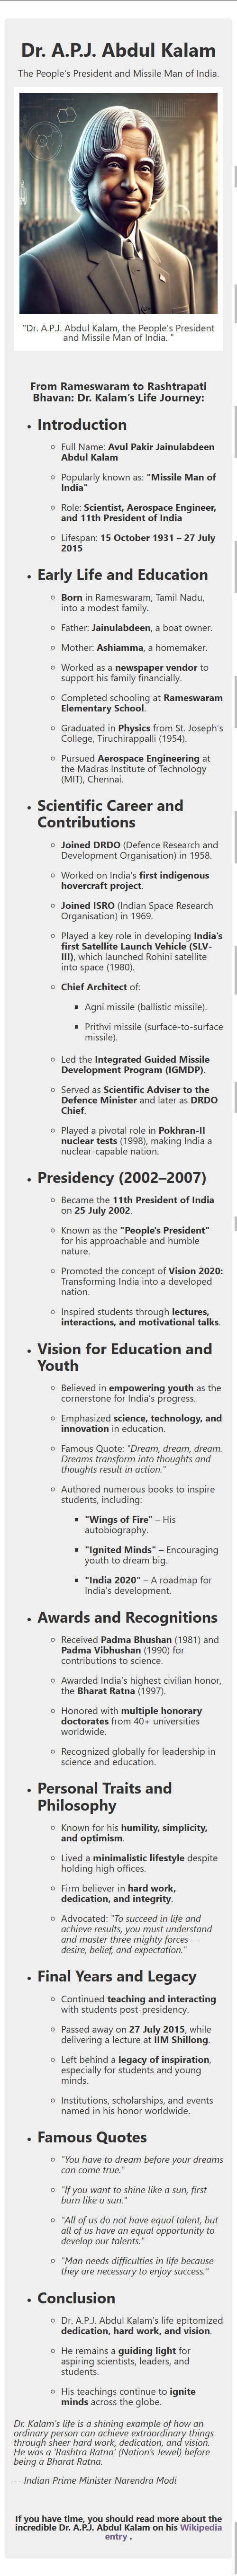 Dr. A.P.J. Abdul Kalam
The People's President and Missile Man of India.
"Dr. A.P.J. Abdul Kalam, the People's President
and Missile Man of India. "
From Rameswaram to Rashtrapati
Bhavan: Dr. Kalam's Life Journey:
• Introduction
Full Name: Avul Pakir Jainulabdeen
Abdul Kalam
Popularly known as: "Missile Man of
India"
Role: Scientist, Aerospace Engineer,
and 11th President of India
Lifespan: 15 October 1931 – 27 July
2015
• Early Life and Education
Born in Rameswaram, Tamil Nadu,
into a modest family.
Father: Jainulabdeen, a boat owner.
Mother: Ashiamma, a homemaker.
Worked as a newspaper vendor to
support his family financially.
Completed schooling at Rameswaram
Elementary School.
Graduated in Physics from St. Joseph's
College, Tiruchirappalli (1954).
Pursued Aerospace Engineering at
the Madras Institute of Technology
(MIT), Chennai.
• Scientific Career and
Contributions
Joined DRDO (Defence Research and
Development Organisation) in 1958.
Worked on India's first indigenous
hovercraft project.
Joined ISRO (Indian Space Research
Organisation) in 1969.
Played a key role in developing India's
first Satellite Launch Vehicle (SLV-
III), which launched Rohini satellite
into space (1980).
Chief Architect of:
Agni missile (ballistic missile).
Prithvi missile (surface-to-surface
missile).
Led the Integrated Guided Missile
Development Program (IGMDP).
Served as Scientific Adviser to the
Defence Minister and later as DRDO
Chief.
Played a pivotal role in Pokhran-II
nuclear tests (1998), making India a
nuclear-capable nation.
• Presidency (2002–2007)
Became the 11th President of India
on 25 July 2002.
Known as the "People's President"
for his approachable and humble
nature.
Promoted the concept of Vision 2020:
Transforming India into a developed
nation.
Inspired students through lectures,
interactions, and motivational talks.
• Vision for Education and
Youth
Believed in empowering youth as the
cornerstone for India's progress.
Emphasized science, technology, and
innovation in education.
Famous Quote: "Dream, dream, dream.
Dreams transform into thoughts and
thoughts result in action."
Authored numerous books to inspire
students, including:
"Wings of Fire" – His
autobiography.
"Ignited Minds" – Encouraging
youth to dream big.
"India 2020" – A roadmap for
India's development.
• Awards and Recognitions
Received Padma Bhushan (1981) and
Padma Vibhushan (1990) for
contributions to science.
Awarded India's highest civilian honor,
the Bharat Ratna (1997).
Honored with multiple honorary
doctorates from 40+ universities
worldwide.
Recognized globally for leadership in
science and education.
• Personal Traits and
Philosophy
Known for his humility, simplicity,
and optimism.
Lived a minimalistic lifestyle despite
holding high offices.
Firm believer in hard work,
dedication, and integrity.
Advocated: "To succeed in life and
achieve results, you must understand
and master three mighty forces —
desire, belief, and expectation."
• Final Years and Legacy
Continued teaching and interacting
with students post-presidency.
Passed away on 27 July 2015, while
delivering a lecture at IIM Shillong.
Left behind a legacy of inspiration,
especially for students and young
minds.
Institutions, scholarships, and events
named in his honor worldwide.
• Famous Quotes
"You have to dream before your dreams
can come true."
"If you want to shine like a sun, first
burn like a sun."
"All of us do not have equal talent, but
all of us have an equal opportunity to
develop our talents."
"Man needs difficulties in life because
they are necessary to enjoy success."
• Conclusion
Dr. A.P.J. Abdul Kalam's life epitomized
dedication, hard work, and vision.
He remains a guiding light for
aspiring scientists, leaders, and
students.
His teachings continue to ignite
minds across the globe.
Dr. Kalam's life is a shining example of how an
ordinary person can achieve extraordinary things
through sheer hard work, dedication, and vision.
He was a 'Rashtra Ratna' (Nation's Jewel) before
being a Bharat Ratna.
-- Indian Prime Minister Narendra Modi
If you have time, you should read more about the
incredible Dr. A.P.J. Abdul Kalam on his Wikipedia
entry .